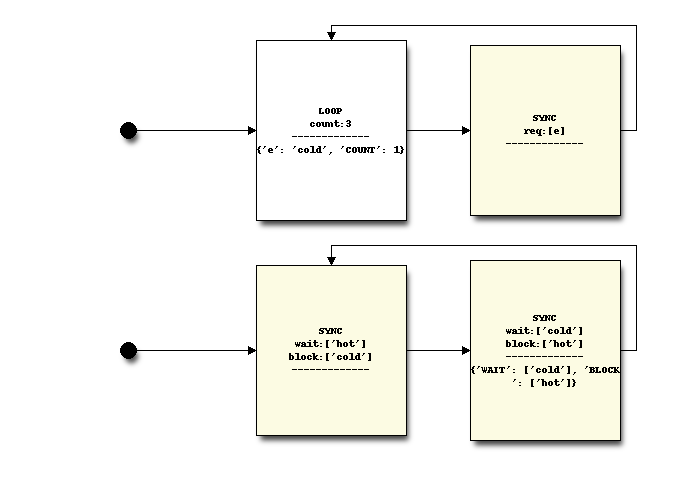 LOOP
count:3
-------------
{'e': 'cold', 'COUNT': 1}
SYNC
req:[e]
-------------
SYNC
wait:['hot']
block:['cold']
-------------
SYNC
wait:['cold']
block:['hot']
-------------
{'WAIT': ['cold'], 'BLOCK
': ['hot']}